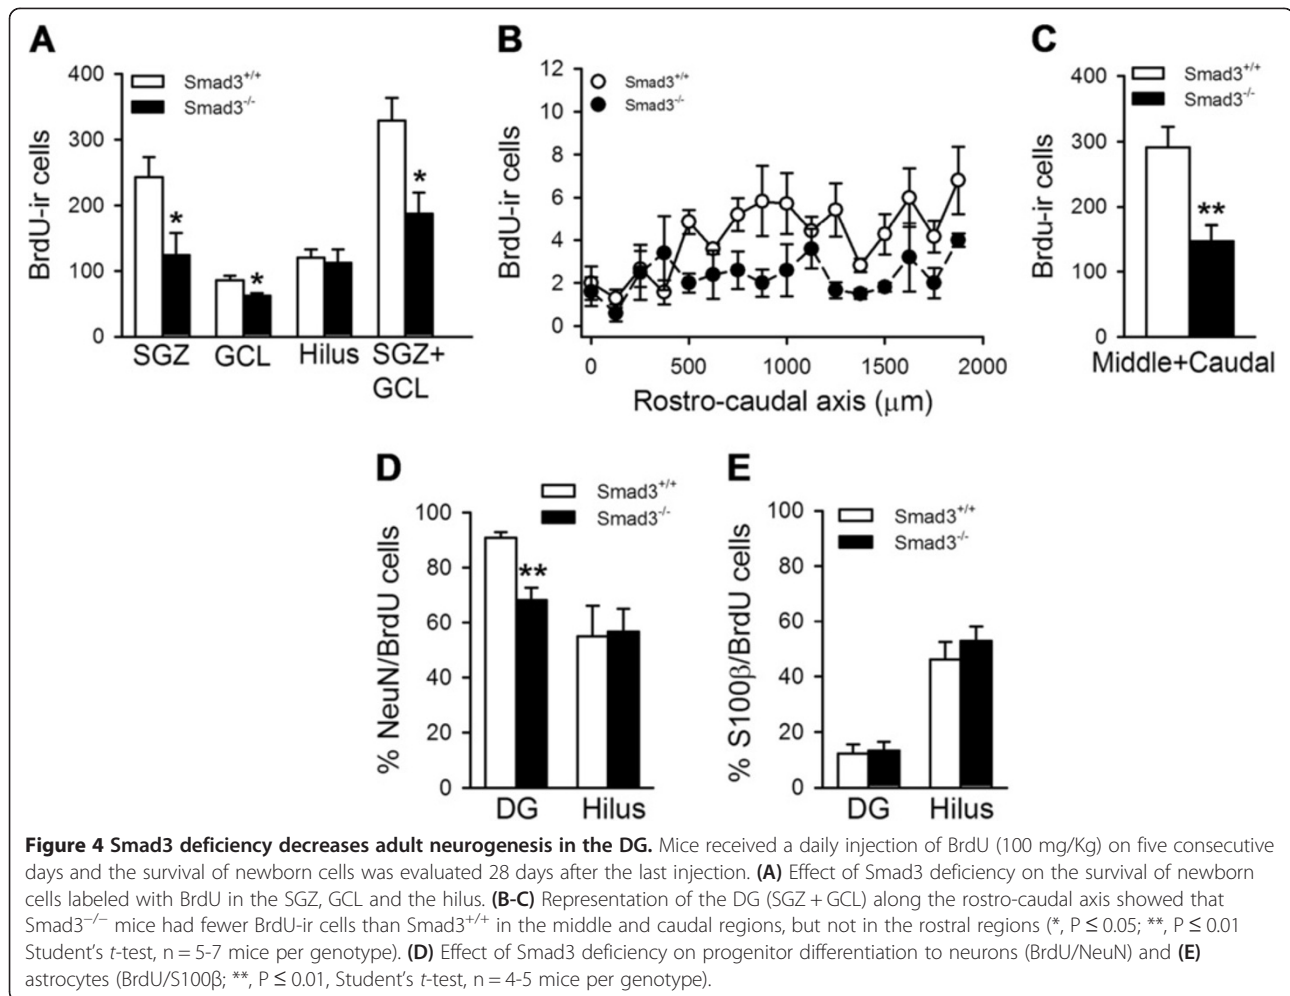 A
400
300
200
100
0
BrdU-ir cells
Smad3+/+
Smad3-/-
*
*
*
SGZ
GCL
Hilus
SGZ+
GCL
B
12
10
8
6
4
2
0
BrdU-ir cells
Smad3+/+
Smad3-/-
0
500
1000
1500
2000
Rostro-caudal axis (μm)
C
400
300
200
100
0
Brdu-ir cells
Smad3+/+
Smad3-/-
**
Middle+Caudal
D
100
80
60
40
20
0
% NeuN/BrdU cells
Smad3+/+
Smad3-/-
**
DG
Hilus
E
100
80
60
40
20
0
% S100β/BrdU cells
Smad3+/+
Smad3-/-
DG
Hilus
Figure 4 Smad3 deficiency decreases adult neurogenesis in the DG. Mice received a daily injection of BrdU (100 mg/Kg) on five consecutive
days and the survival of newborn cells was evaluated 28 days after the last injection. (A) Effect of Smad3 deficiency on the survival of newborn
cells labeled with BrdU in the SGZ, GCL and the hilus. (B-C) Representation of the DG (SGZ + GCL) along the rostro-caudal axis showed that
Smad3−/− mice had fewer BrdU-ir cells than Smad3+/+ in the middle and caudal regions, but not in the rostral regions (*, P ≤ 0.05; **, P ≤ 0.01
Student's t-test, n = 5-7 mice per genotype). (D) Effect of Smad3 deficiency on progenitor differentiation to neurons (BrdU/NeuN) and (E)
astrocytes (BrdU/S100β; **, P ≤ 0.01, Student's t-test, n = 4-5 mice per genotype).